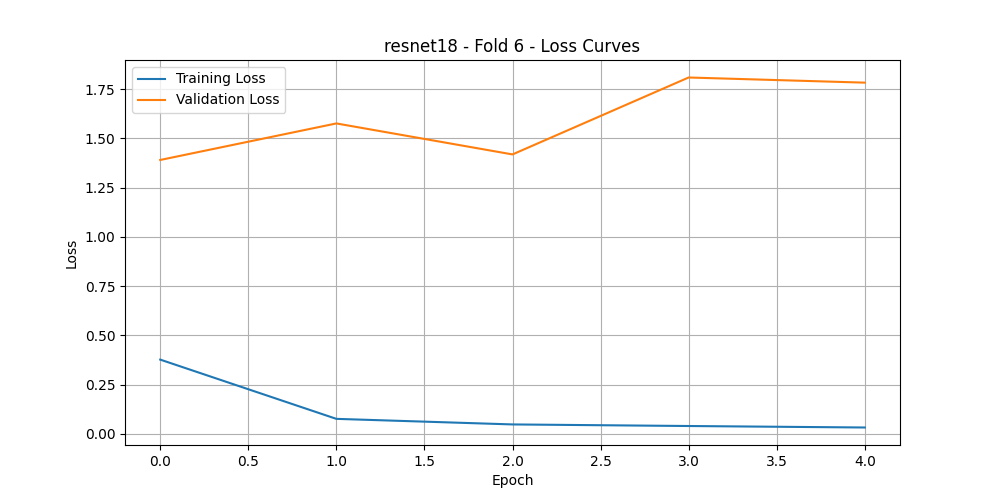 resnet18 - Fold 6 - Loss Curves
Training Loss
Validation Loss
1.75
1.50
1.25
1.00
0.75
0.50
0.25
0.00
Loss
0.0 0.5 1.0 1.5 2.0 2.5 3.0 3.5 4.0
Epoch